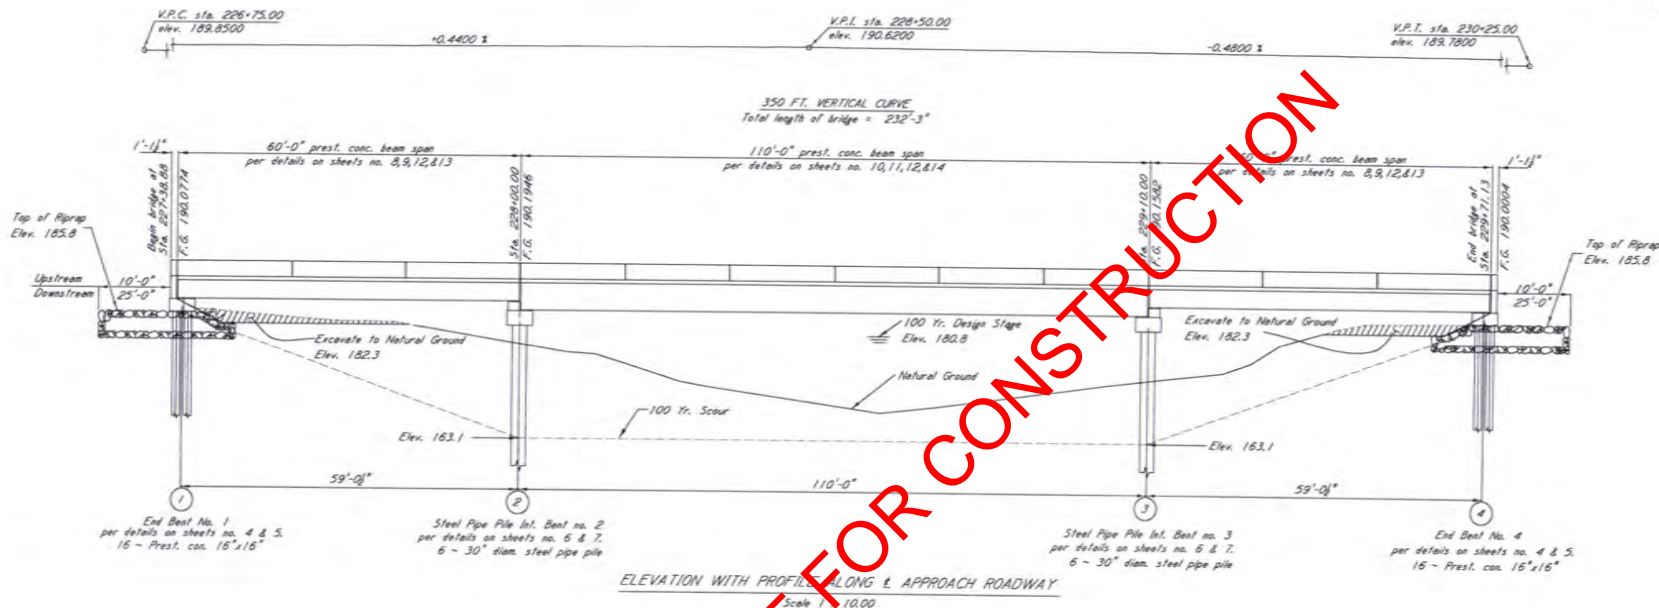 V.P.C. sta. 226+75.00
elev. 189.8500
+0.4400 %
V.P.I. sta. 228+50.00
elev. 190.6200
-0.4800 %
V.P.T. sta. 230+25.00
elev. 189.7800
350 FT. VERTICAL CURVE
Total length of bridge = 232'-3"
1'-1½"
60'-0" prest. conc. beam span
per details on sheets no. 8,9,12,&13
110'-0" prest. conc. beam span
per details on sheets no. 10,11,12,&14
prest. conc. beam span
per details on sheets no. 8,9,12,&13
1'-1½"
Begin bridge at
Sta. 227+38.88
F.G. 190.0774
Sta. 228+00.00
F.G. 190.1946
Sta. 229+10.00
F.G. 190.1582
End bridge at
Sta. 229+71.13
F.G. 190.0004
Top of Riprap
Elev. 185.8
Top of Riprap
Elev. 185.8
Upstream
10'-0"
Downstream
25'-0"
10'-0"
25'-0"
Excavate to Natural Ground
Elev. 182.3
100 Yr. Design Stage
Elev. 180.8
Excavate to Natural Ground
Elev. 182.3
Natural Ground
100 Yr. Scour
Elev. 163.1
Elev. 163.1
59'-0½"
110'-0"
59'-0½"
1
2
3
4
End Bent No. 1
per details on sheets no. 4 & 5.
16 ~ Prest. con. 16"x16"
Steel Pipe Pile Int. Bent no. 2
per details on sheets no. 6 & 7.
6 ~ 30" diam. steel pipe pile
Steel Pipe Pile Int. Bent no. 3
per details on sheets no. 6 & 7.
6 ~ 30" diam. steel pipe pile
End Bent No. 4
per details on sheets no. 4 & 5.
16 ~ Prest. con. 16"x16"
ELEVATION WITH PROFILE ALONG ℄ APPROACH ROADWAY
Scale 1 10.00
FOR CONSTRUCTION